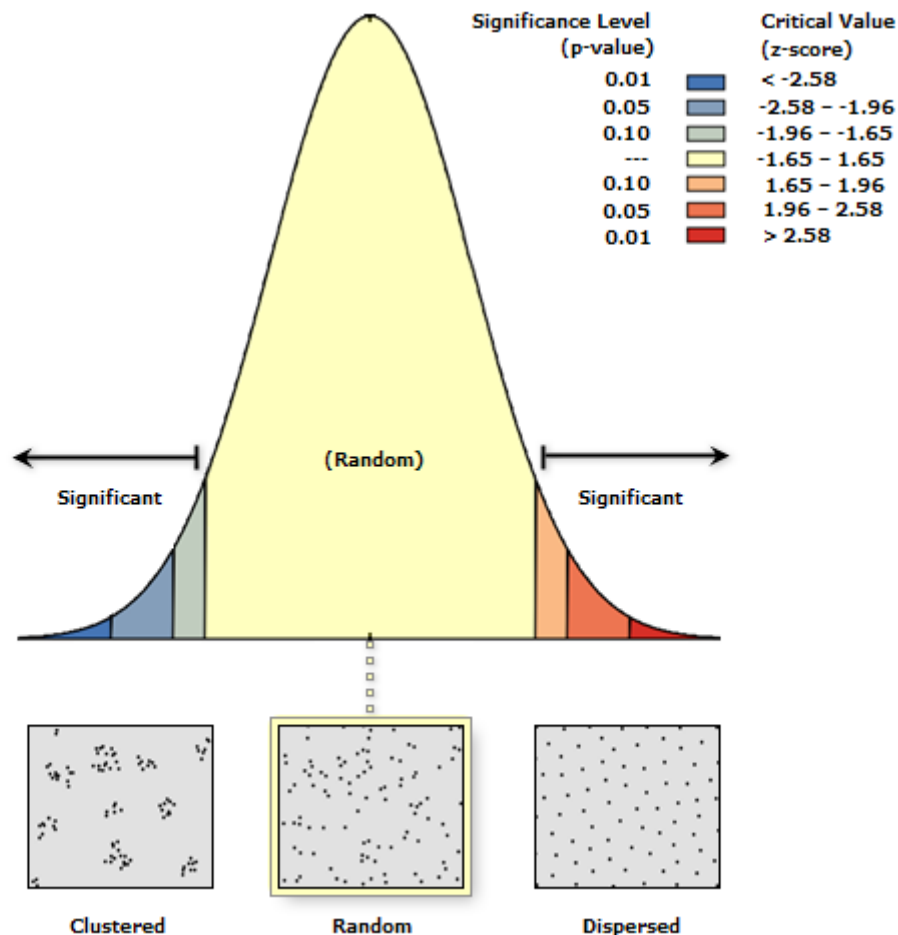 Significance Level Critical Value
(p-value) (z-score)
0.01 < -2.58
0.05 -2.58 – -1.96
0.10 -1.96 – -1.65
--- -1.65 – 1.65
0.10 1.65 – 1.96
0.05 1.96 – 2.58
0.01 > 2.58
(Random)
Significant Significant
Clustered Random Dispersed